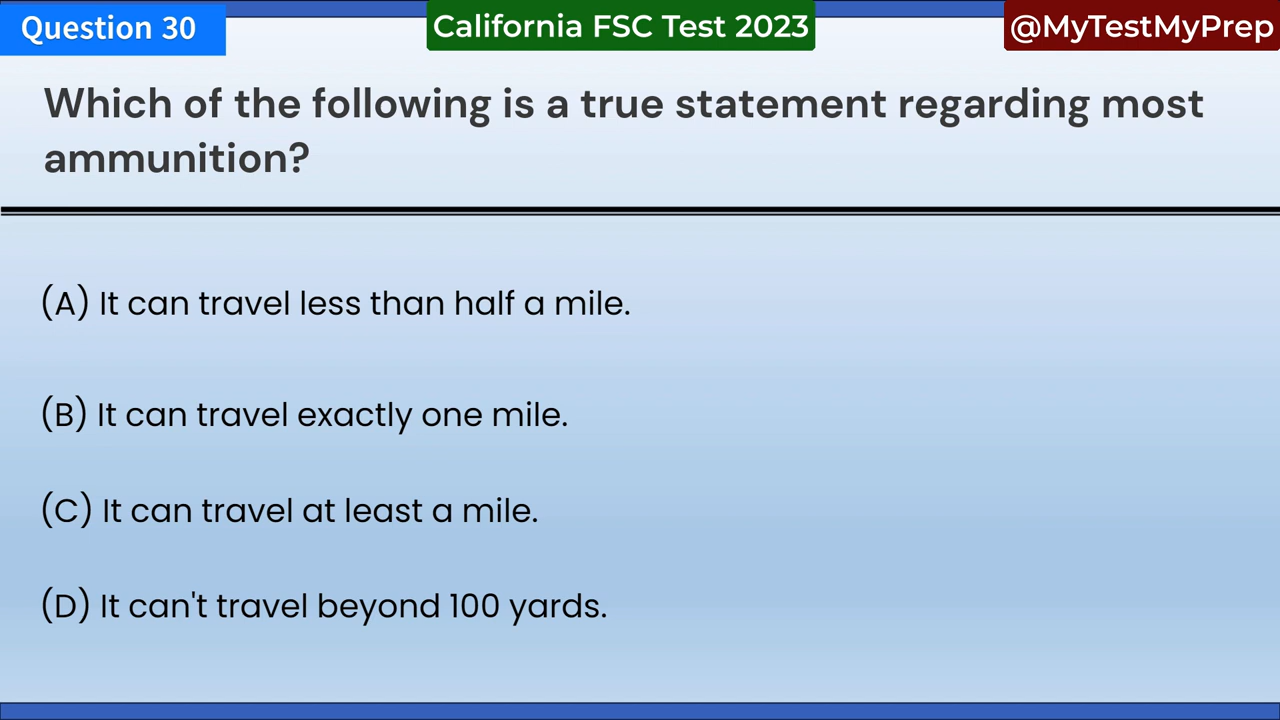 Question 30
California FSC Test 2023
@MyTestMyPrep
Which of the following is a true statement regarding most
ammunition?
(A) It can travel less than half a mile.
(B) It can travel exactly one mile.
(C) It can travel at least a mile.
(D) It can't travel beyond 100 yards.